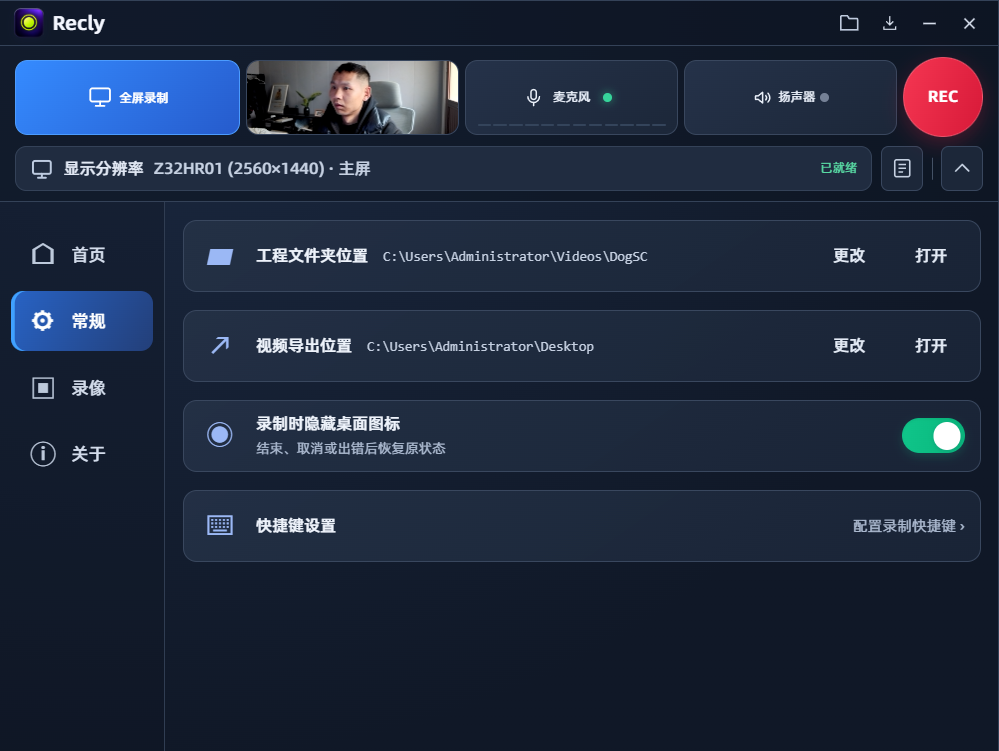 Recly
全屏录制
麦克风
扬声器
REC
显示分辨率 Z32HR01 (2560×1440) · 主屏
已就绪
首页
常规
录像
关于
工程文件夹位置 C:\Users\Administrator\Videos\DogSC 更改 打开
视频导出位置 C:\Users\Administrator\Desktop 更改 打开
录制时隐藏桌面图标
结束、取消或出错后恢复原状态
快捷键设置 配置录制快捷键 ›